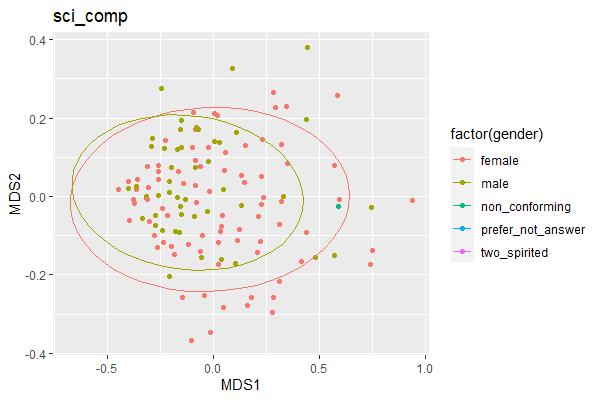 sci_comp
0.4
0.2
0.0
-0.2
-0.4
MDS2
-0.5
0.0
0.5
1.0
MDS1
factor(gender)
female
male
non_conforming
prefer_not_answer
two_spirited